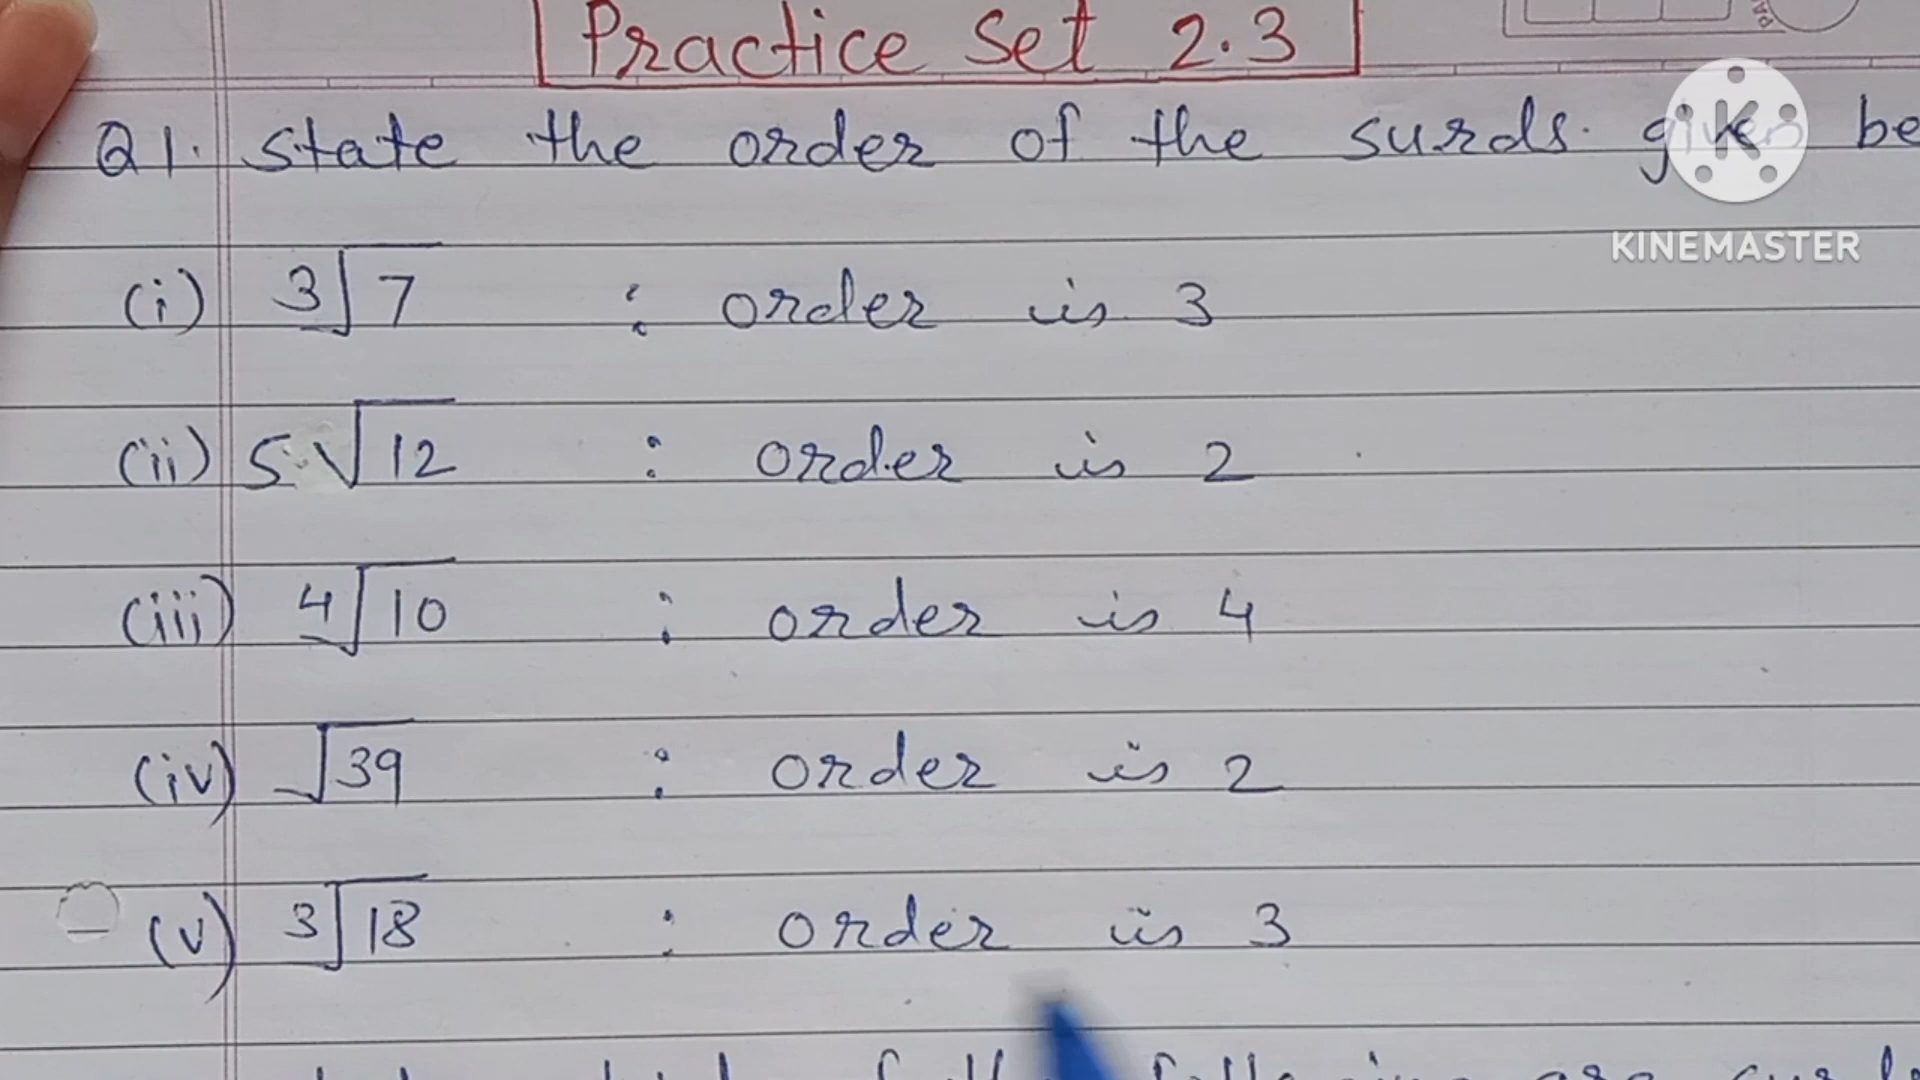 Practice Set 2.3
Q1. State the order of the surds. given be
K
KINEMASTER
(i) ³√7 : order is 3
(ii) 5√12 : order is 2
(iii) ⁴√10 : order is 4
(iv) √39 : order is 2
(v) ³√18 : order is 3